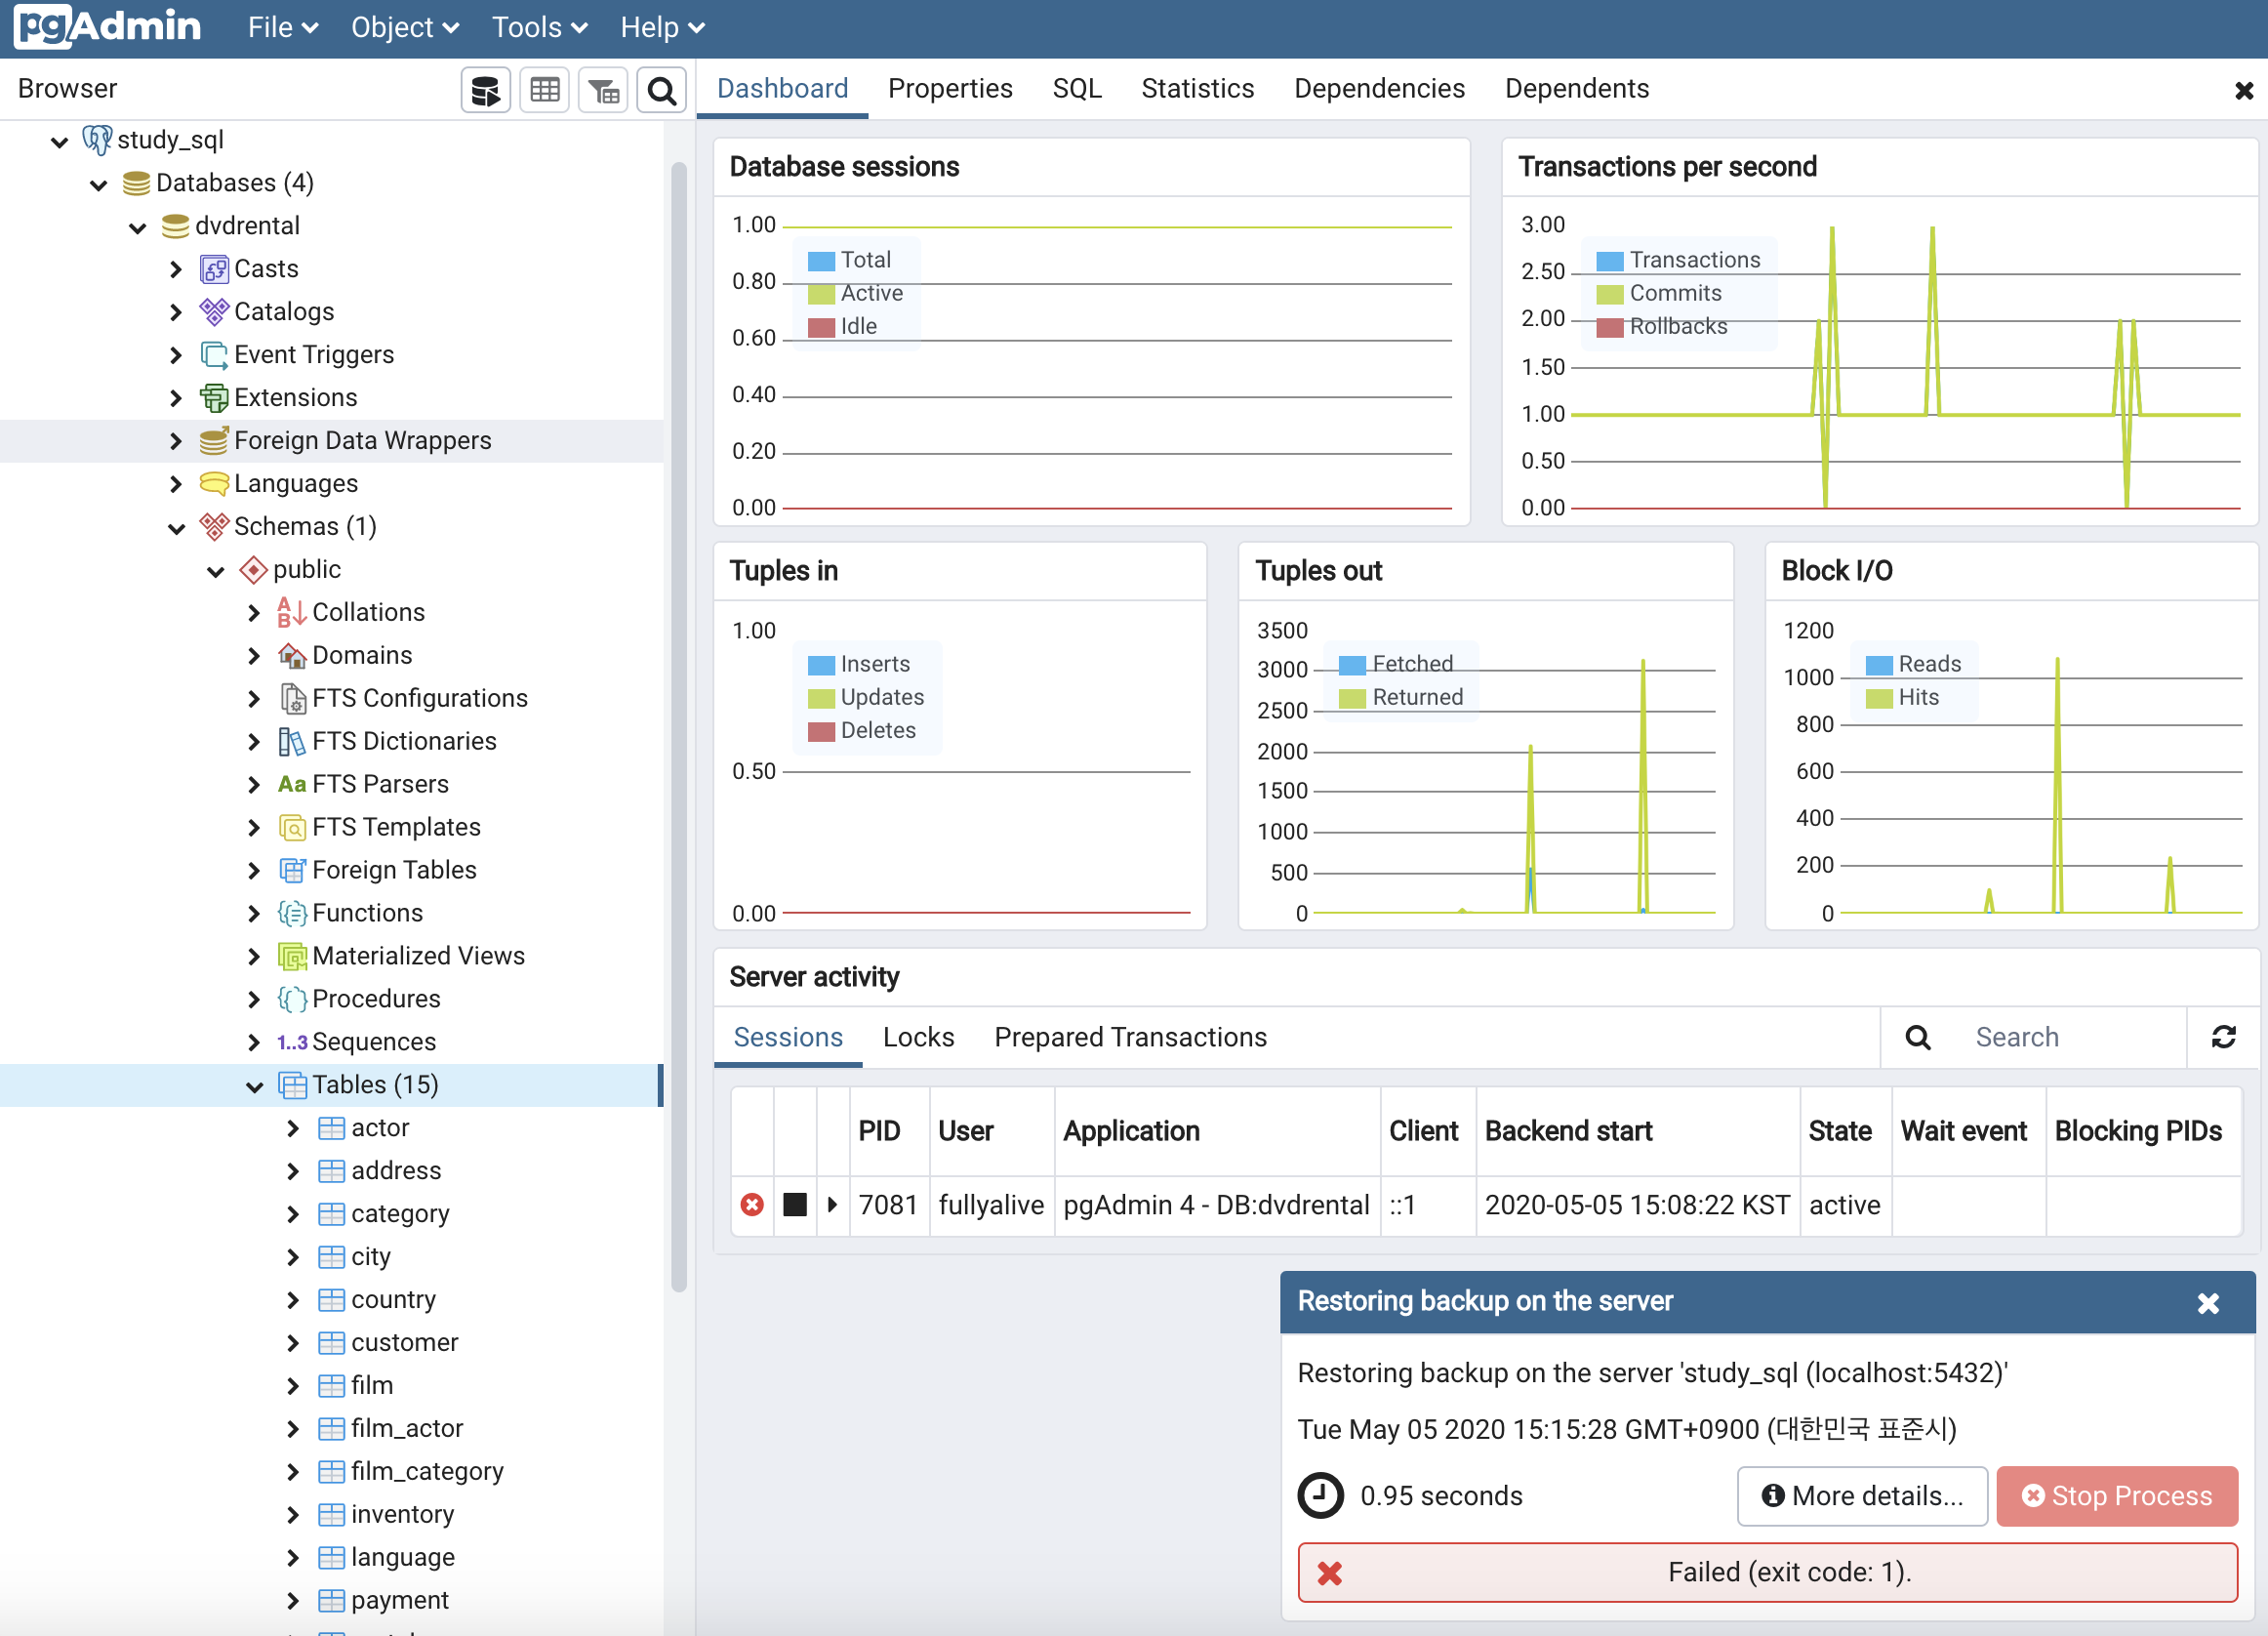 pgAdmin File Object Tools Help
Browser
Dashboard Properties SQL Statistics Dependencies Dependents
study_sql
Databases (4)
dvdrental
Casts
Catalogs
Event Triggers
Extensions
Foreign Data Wrappers
Languages
Schemas (1)
public
Collations
Domains
FTS Configurations
FTS Dictionaries
Aa FTS Parsers
FTS Templates
Foreign Tables
Functions
Materialized Views
Procedures
1..3 Sequences
Tables (15)
actor
address
category
city
country
customer
film
film_actor
film_category
inventory
language
payment
Database sessions
1.00
0.80
0.60
0.40
0.20
0.00
Total
Active
Idle
Transactions per second
3.00
2.50
2.00
1.50
1.00
0.50
0.00
Transactions
Commits
Rollbacks
Tuples in
1.00
0.50
0.00
Inserts
Updates
Deletes
Tuples out
3500
3000
2500
2000
1500
1000
500
0
Fetched
Returned
Block I/O
1200
1000
800
600
400
200
0
Reads
Hits
Server activity
Sessions Locks Prepared Transactions Search
PID User Application Client Backend start State Wait event Blocking PIDs
7081 fullyalive pgAdmin 4 - DB:dvdrental ::1 2020-05-05 15:08:22 KST active
Restoring backup on the server
Restoring backup on the server 'study_sql (localhost:5432)'
Tue May 05 2020 15:15:28 GMT+0900 (대한민국 표준시)
0.95 seconds More details... Stop Process
Failed (exit code: 1).